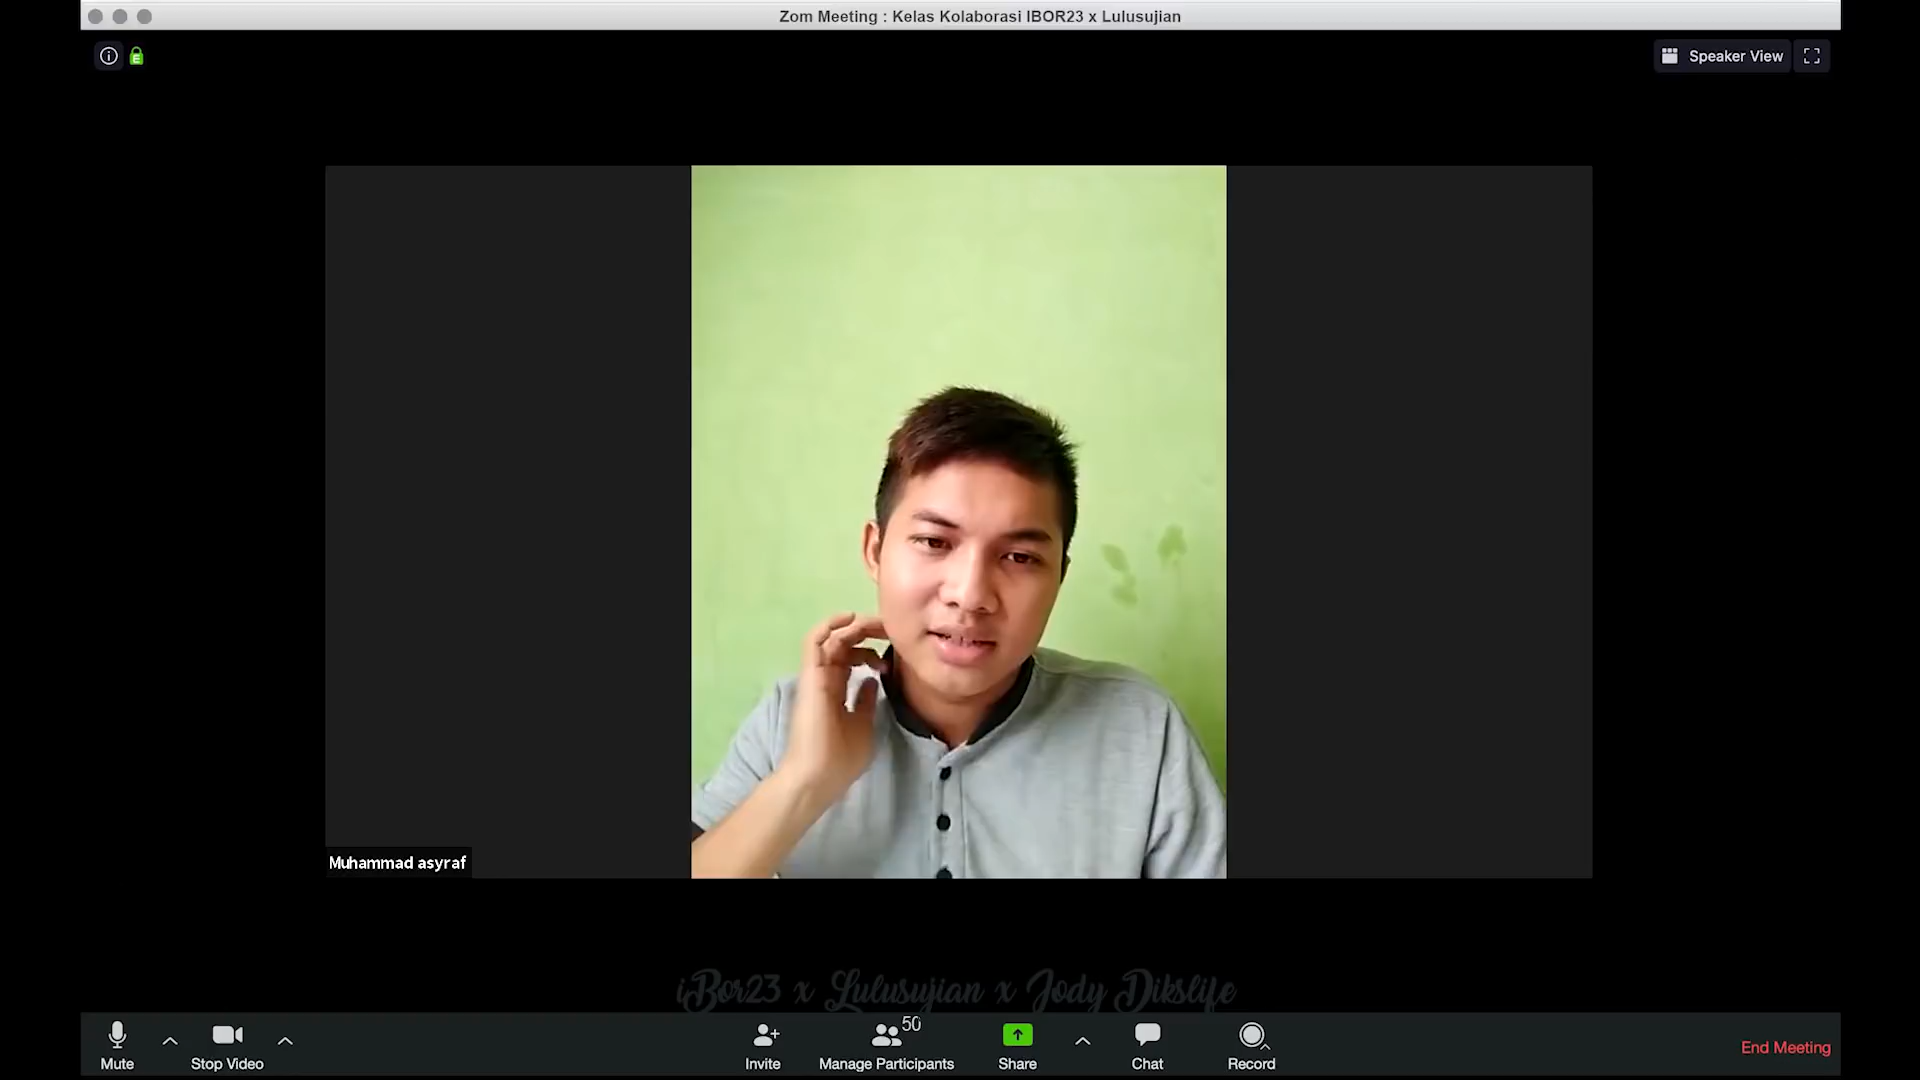 Zom Meeting : Kelas Kolaborasi IBOR23 x Lulusujian
Speaker View
Muhammad asyraf
iBor23 x Lulusujian x Jody Dikslife
50
Mute
Stop Video
Invite
Manage Participants
Share
Chat
Record
End Meeting